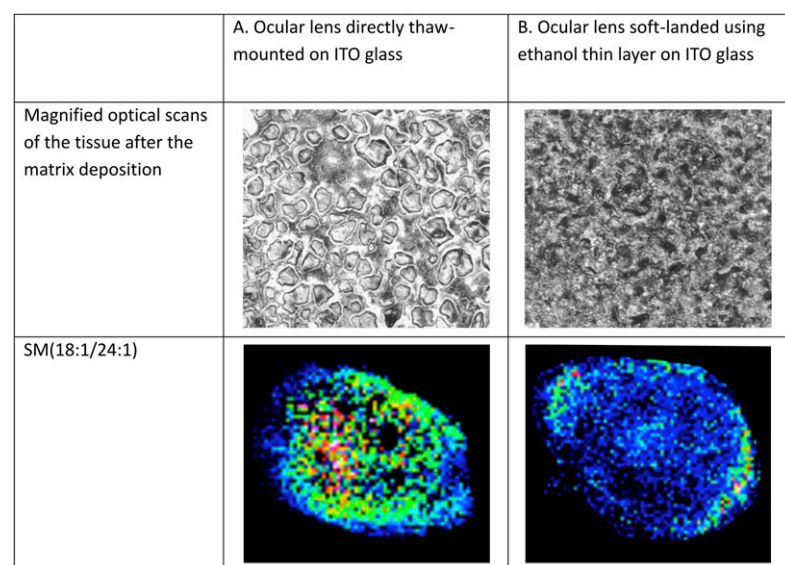 A. Ocular lens directly thaw-
mounted on ITO glass
B. Ocular lens soft-landed using
ethanol thin layer on ITO glass
Magnified optical scans
of the tissue after the
matrix deposition
SM(18:1/24:1)